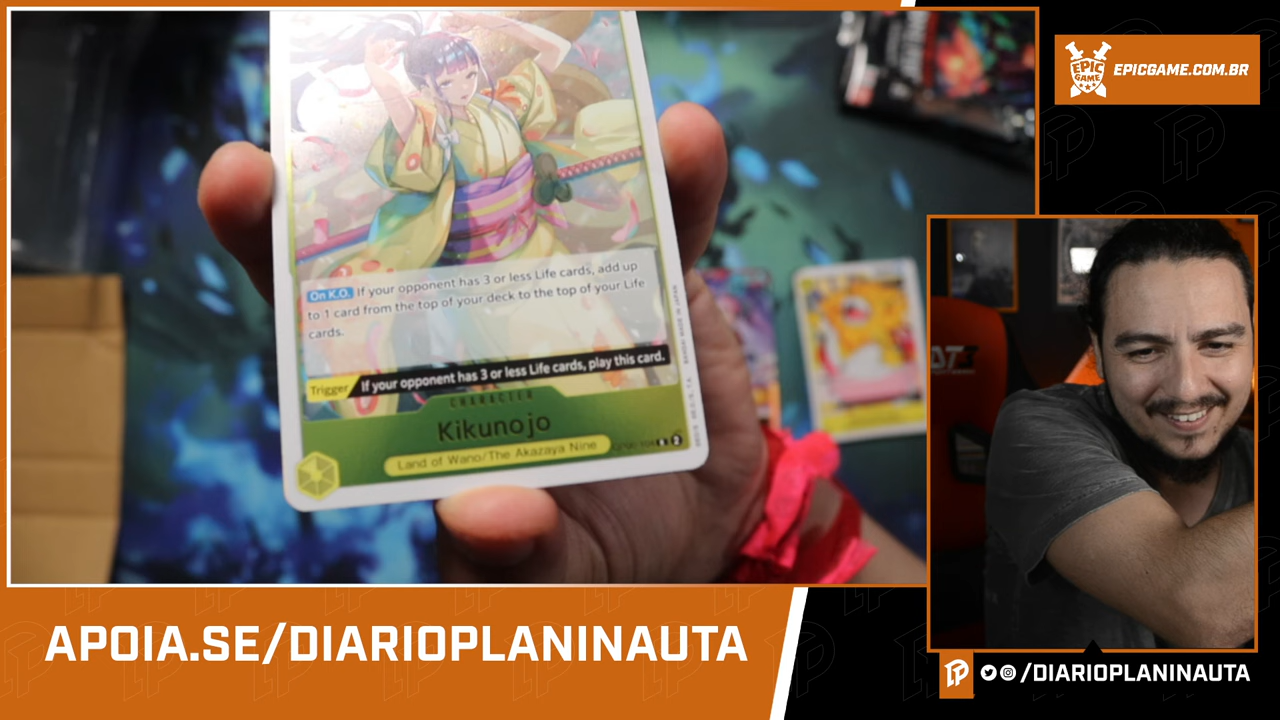 EPIC GAME
EPICGAME.COM.BR
On K.O. If your opponent has 3 or less Life cards, add up
to 1 card from the top of your deck to the top of your Life
cards.
Trigger If your opponent has 3 or less Life cards, play this card.
CHARACTER
Kikunojo
Land of Wano/The Akazaya Nine
APOIA.SE/DIARIOPLANINAUTA
/DIARIOPLANINAUTA